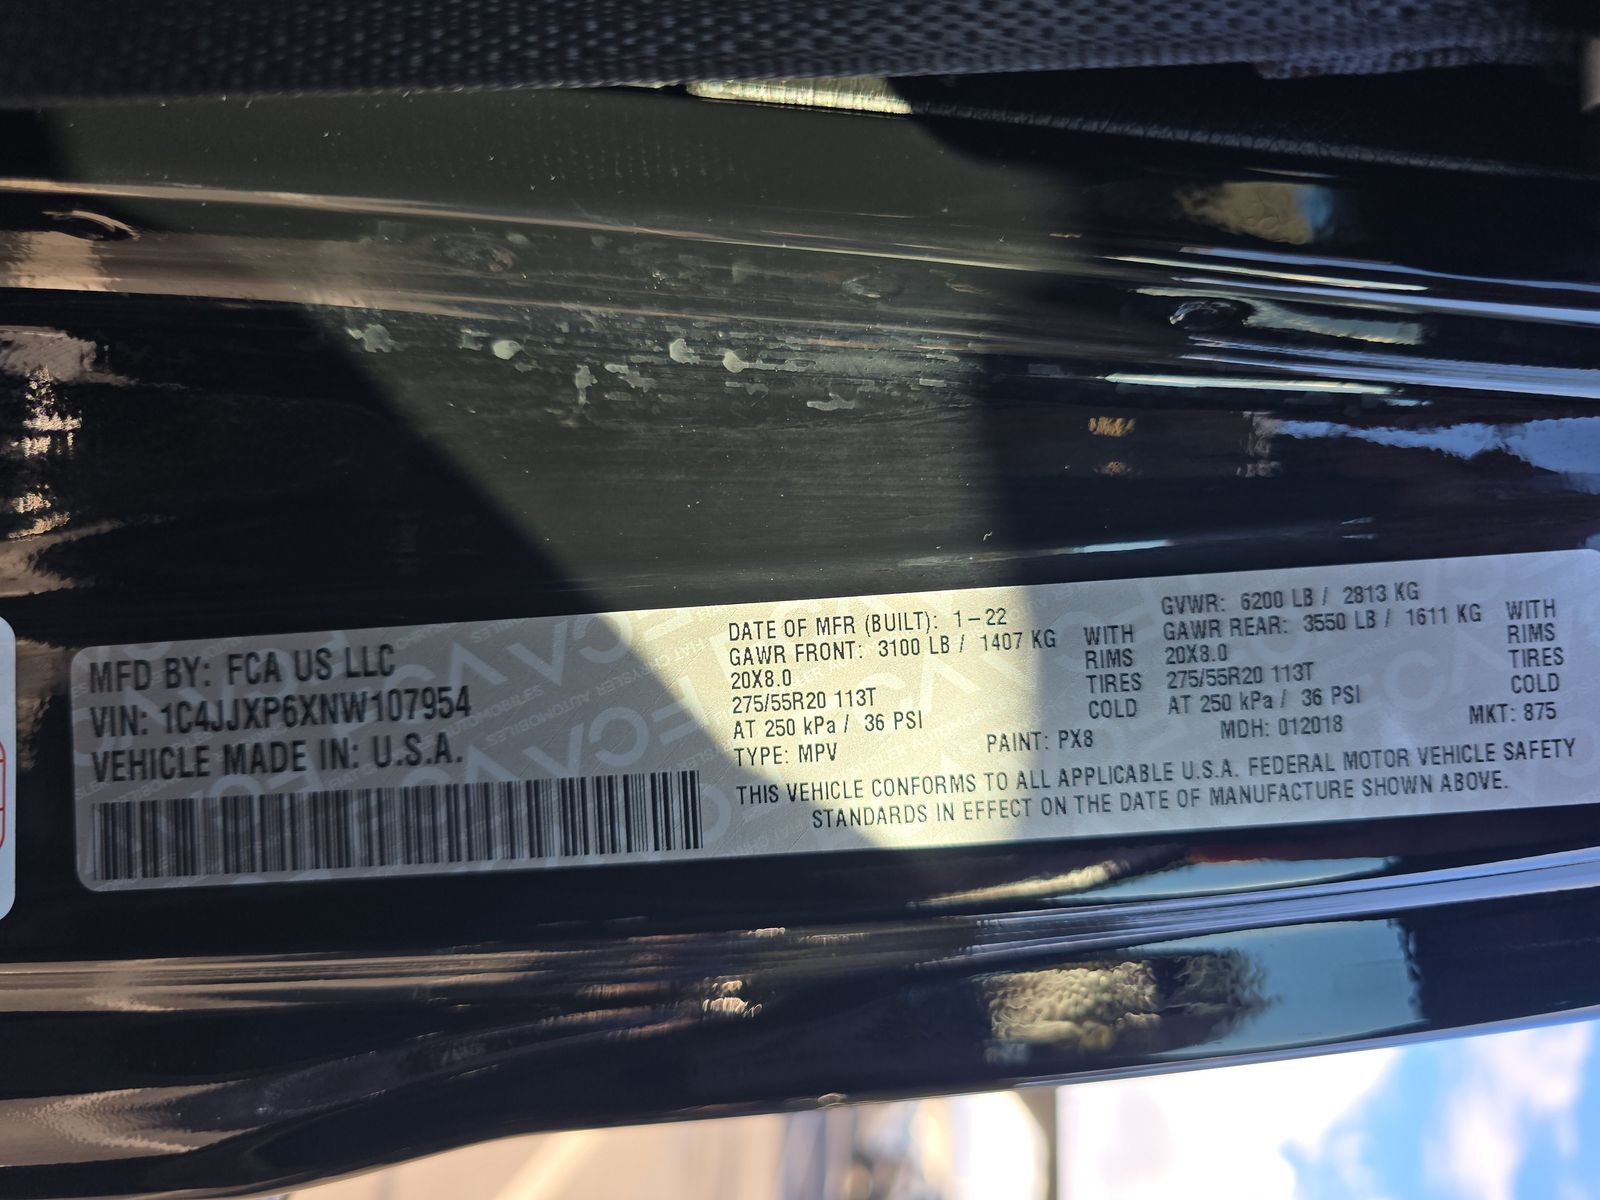 MFD BY: FCA US LLC
VIN: 1C4JJXP6XNW107954
VEHICLE MADE IN: U.S.A.
DATE OF MFR (BUILT): 1-22
GAWR FRONT: 3100 LB / 1407 KG WITH
20X8.0 RIMS
275/55R20 113T TIRES
AT 250 kPa / 36 PSI COLD
TYPE: MPV PAINT: PX8
GVWR: 6200 LB / 2813 KG
GAWR REAR: 3550 LB / 1611 KG WITH
20X8.0 RIMS
275/55R20 113T TIRES
AT 250 kPa / 36 PSI COLD
MDH: 012018 MKT: 875
THIS VEHICLE CONFORMS TO ALL APPLICABLE U.S.A. FEDERAL MOTOR VEHICLE SAFETY
STANDARDS IN EFFECT ON THE DATE OF MANUFACTURE SHOWN ABOVE.